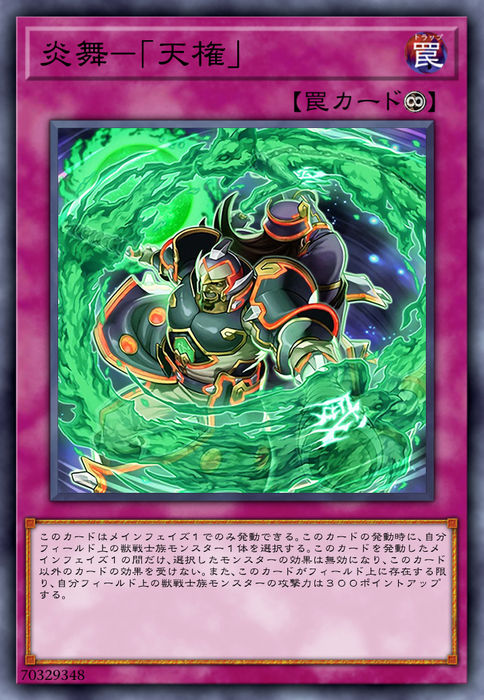 炎舞－「天権」
トラップ
罠
【罠カード】
このカードはメインフェイズ１でのみ発動できる。このカードの発動時に、自分
フィールド上の獣戦士族モンスター１体を選択する。このカードを発動したメ
インフェイズ１の間だけ、選択したモンスターの効果は無効になり、このカード
以外のカードの効果を受けない。また、このカードがフィールド上に存在する限
り、自分フィールド上の獣戦士族モンスターの攻撃力は３００ポイントアップ
する。
70329348